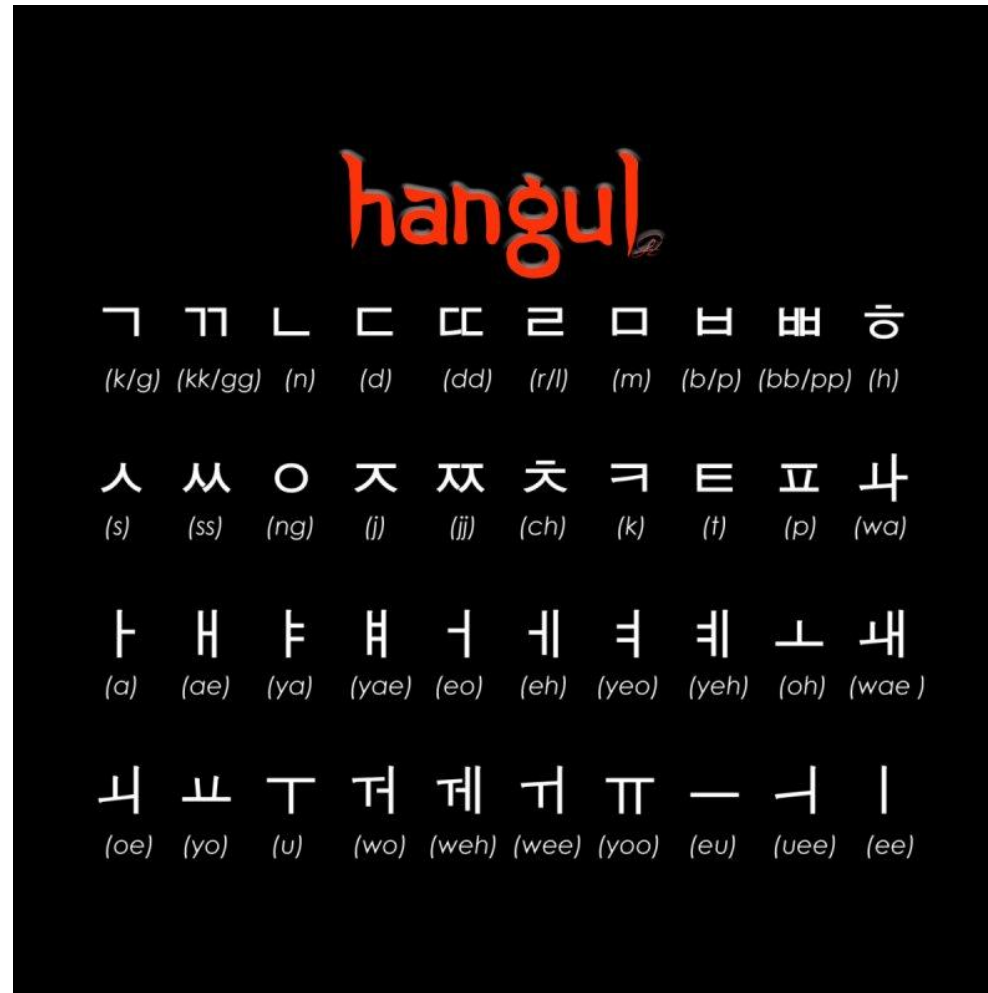 hangul
ㄱ ㄲ ㄴ ㄷ ㄸ ㄹ ㅁ ㅂ ㅃ ㅎ
(k/g) (kk/gg) (n) (d) (dd) (r/l) (m) (b/p) (bb/pp) (h)
ㅅ ㅆ ㅇ ㅈ ㅉ ㅊ ㅋ ㅌ ㅍ ㅘ
(s) (ss) (ng) (j) (jj) (ch) (k) (t) (p) (wa)
ㅏ ㅐ ㅑ ㅒ ㅓ ㅔ ㅕ ㅖ ㅗ ㅙ
(a) (ae) (ya) (yae) (eo) (eh) (yeo) (yeh) (oh) (wae )
ㅚ ㅛ ㅜ ㅝ ㅞ ㅟ ㅠ ㅡ ㅢ ㅣ
(oe) (yo) (u) (wo) (weh) (wee) (yoo) (eu) (uee) (ee)